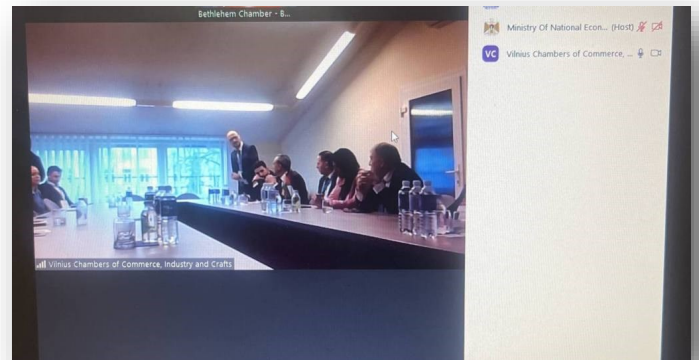 Bethlehem Chamber - B...
Ministry Of National Econ... (Host)
VC Vilnius Chambers of Commerce, ...
Vilnius Chambers of Commerce, Industry and Crafts